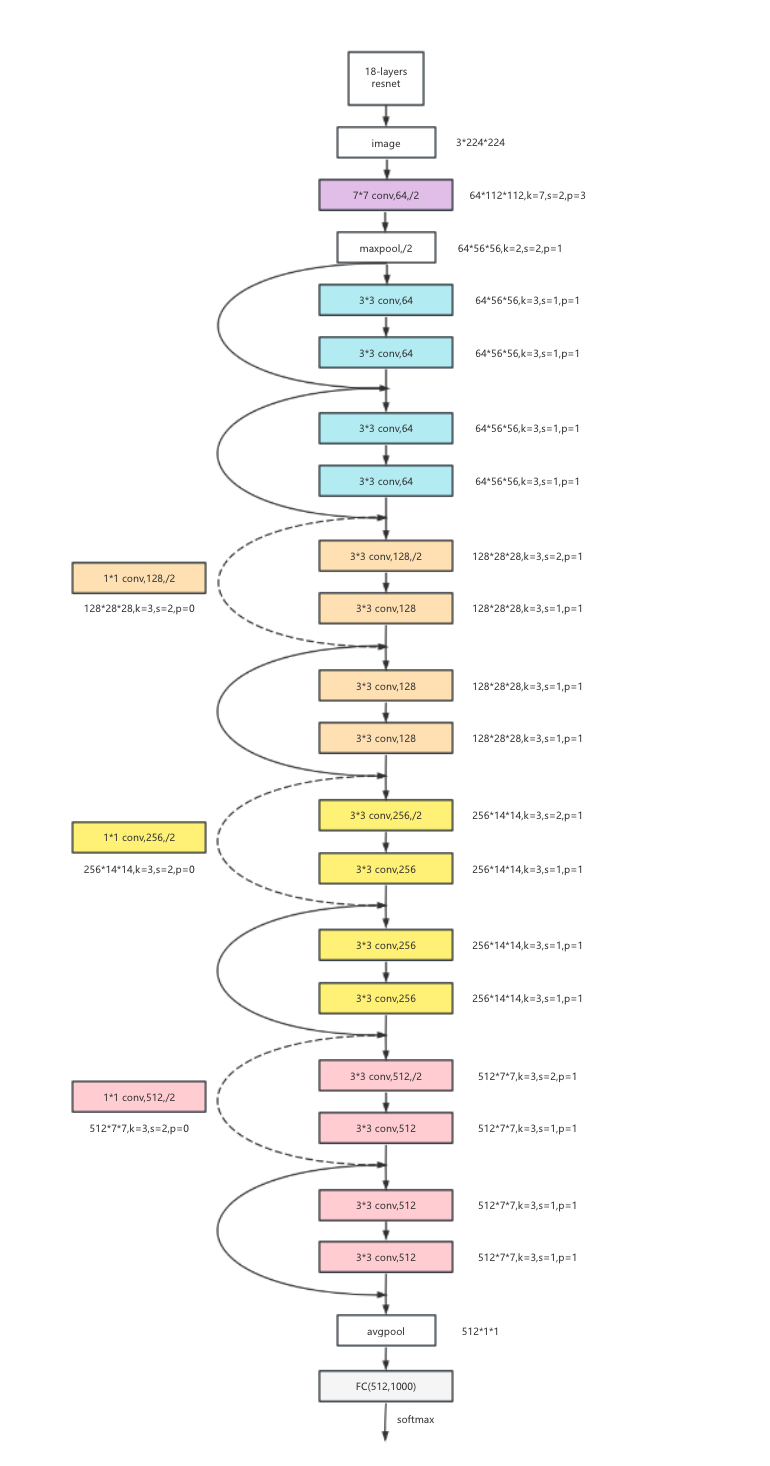 18-layers
resnet
image
3*224*224
7*7 conv,64,/2
64*112*112,k=7,s=2,p=3
maxpool,/2
64*56*56,k=2,s=2,p=1
3*3 conv,64
64*56*56,k=3,s=1,p=1
3*3 conv,64
64*56*56,k=3,s=1,p=1
3*3 conv,64
64*56*56,k=3,s=1,p=1
3*3 conv,64
64*56*56,k=3,s=1,p=1
3*3 conv,128,/2
128*28*28,k=3,s=2,p=1
1*1 conv,128,/2
128*28*28,k=3,s=2,p=0
3*3 conv,128
128*28*28,k=3,s=1,p=1
3*3 conv,128
128*28*28,k=3,s=1,p=1
3*3 conv,128
128*28*28,k=3,s=1,p=1
3*3 conv,256,/2
256*14*14,k=3,s=2,p=1
1*1 conv,256,/2
256*14*14,k=3,s=2,p=0
3*3 conv,256
256*14*14,k=3,s=1,p=1
3*3 conv,256
256*14*14,k=3,s=1,p=1
3*3 conv,256
256*14*14,k=3,s=1,p=1
3*3 conv,512,/2
512*7*7,k=3,s=2,p=1
1*1 conv,512,/2
512*7*7,k=3,s=2,p=0
3*3 conv,512
512*7*7,k=3,s=1,p=1
3*3 conv,512
512*7*7,k=3,s=1,p=1
3*3 conv,512
512*7*7,k=3,s=1,p=1
avgpool
512*1*1
FC(512,1000)
softmax